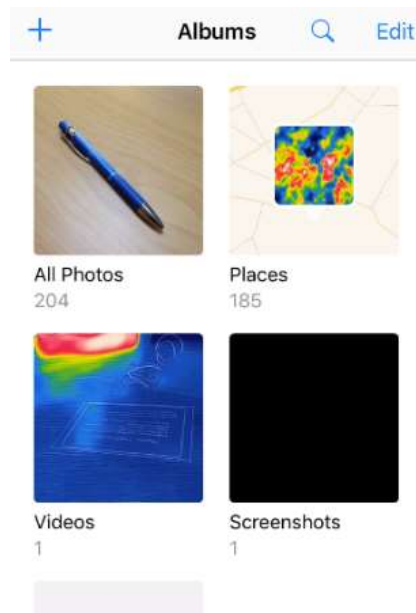 Albums Edit
All Photos Places
204 185
Videos Screenshots
1 1